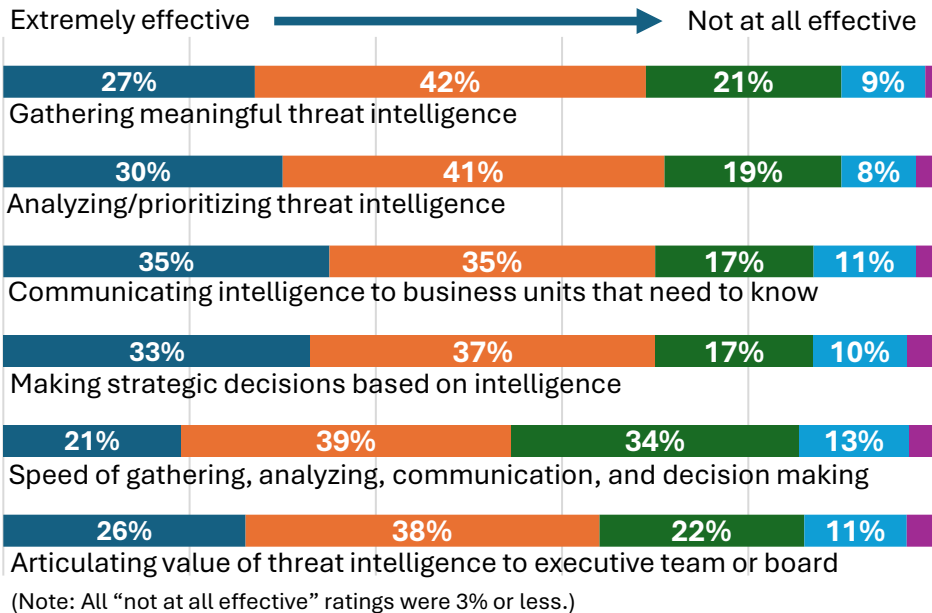 Extremely effective Not at all effective
27% 42% 21% 9%
Gathering meaningful threat intelligence
30% 41% 19% 8%
Analyzing/prioritizing threat intelligence
35% 35% 17% 11%
Communicating intelligence to business units that need to know
33% 37% 17% 10%
Making strategic decisions based on intelligence
21% 39% 34% 13%
Speed of gathering, analyzing, communication, and decision making
26% 38% 22% 11%
Articulating value of threat intelligence to executive team or board
(Note: All “not at all effective” ratings were 3% or less.)